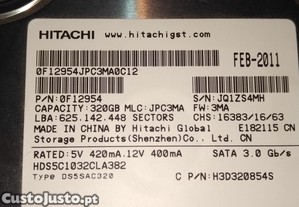 HITACHI www.hitachigst.com
FEB-2011
0F12954JPC3MA0C12
P/N:0F12954 S/N:JQ1ZS4MH
CAPACITY:320GB MLC:JPC3MA FW:3MA
LBA:625.142.448 SECTORS CHS:16383/16/63
MADE IN CHINA BY Hitachi Global E182115 CN
Storage Products(Shenzhen)Co.. Ltd. CN
RATED:5V 420mA.12V 400mA SATA 3.0 Gb/s
HDS5C1032CLA382
Type DS5SAC320 C P/N:H3D320854S
CustoJusto.pt